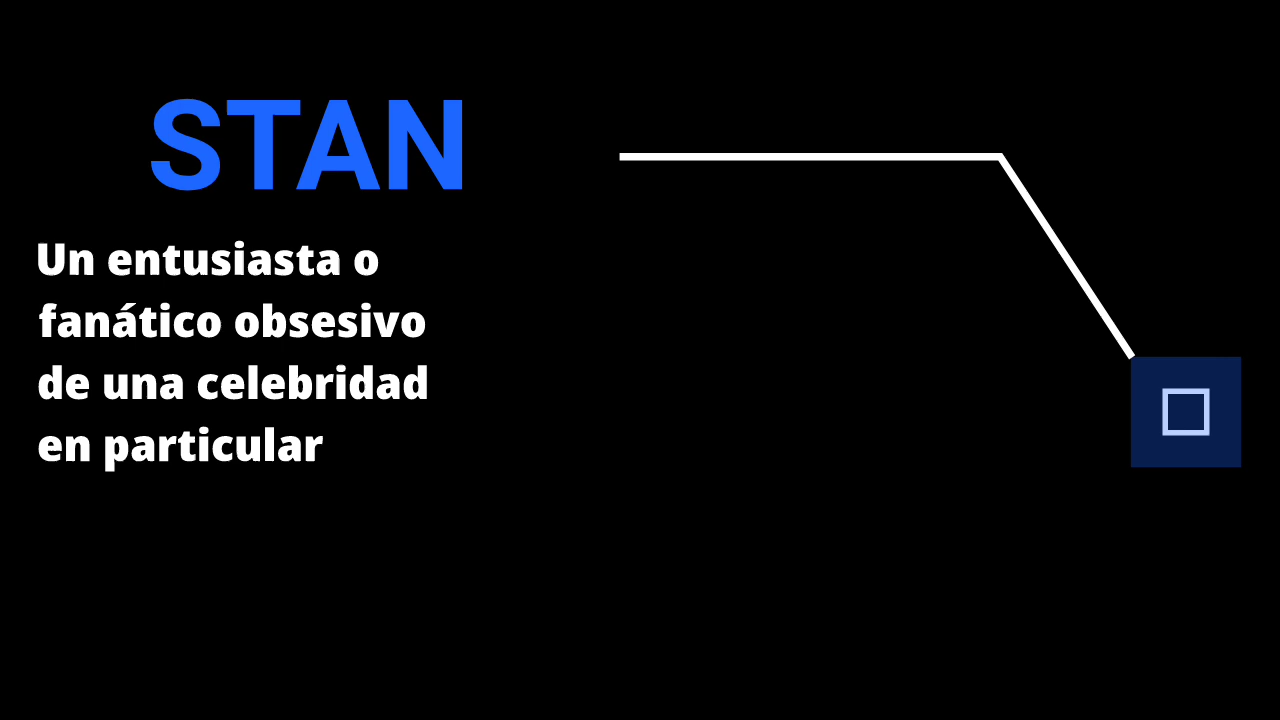 STAN
Un entusiasta o
fanático obsesivo
de una celebridad
en particular